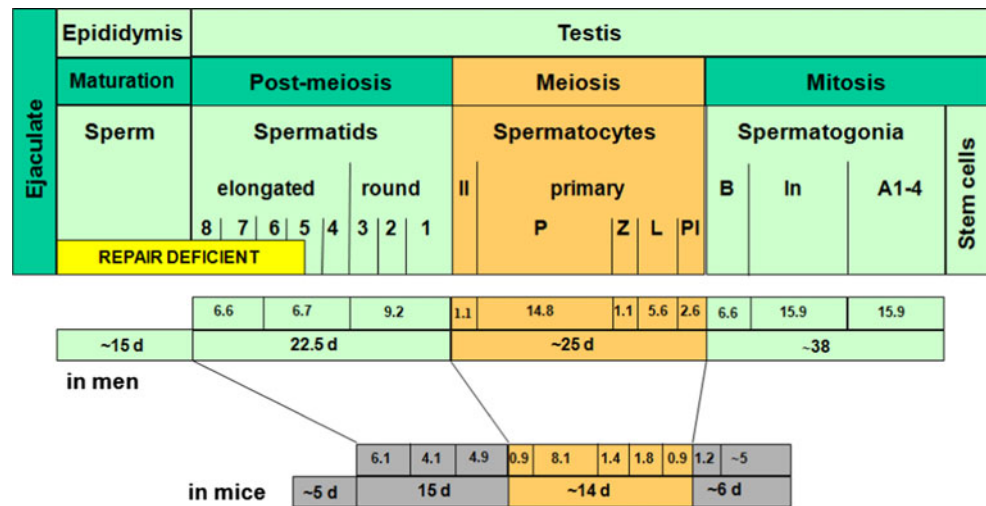 Ejaculate
Epididymis Testis
Maturation Post-meiosis Meiosis Mitosis
Sperm Spermatids Spermatocytes Spermatogonia
Stem cells
elongated round II primary B In A1-4
8 7 6 5 4 3 2 1 P Z L Pl
REPAIR DEFICIENT
6.6 6.7 9.2 1.1 14.8 1.1 5.6 2.6 6.6 15.9 15.9
~15 d 22.5 d ~25 d ~38
in men
6.1 4.1 4.9 0.9 8.1 1.4 1.8 0.9 1.2 ~5
in mice ~5 d 15 d ~14 d ~6 d